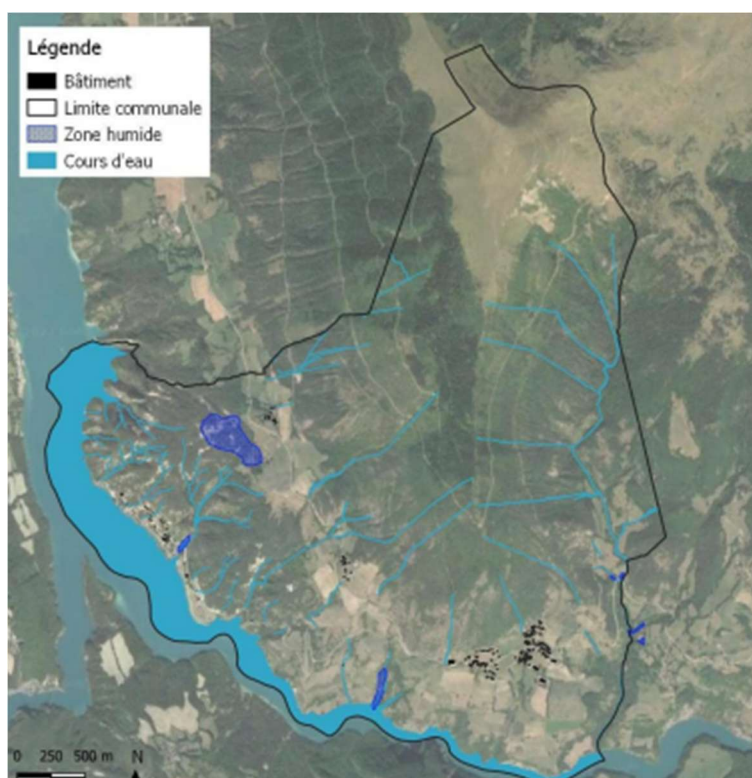 Légende
Bâtiment
Limite communale
Zone humide
Cours d'eau
0 250 500 m N